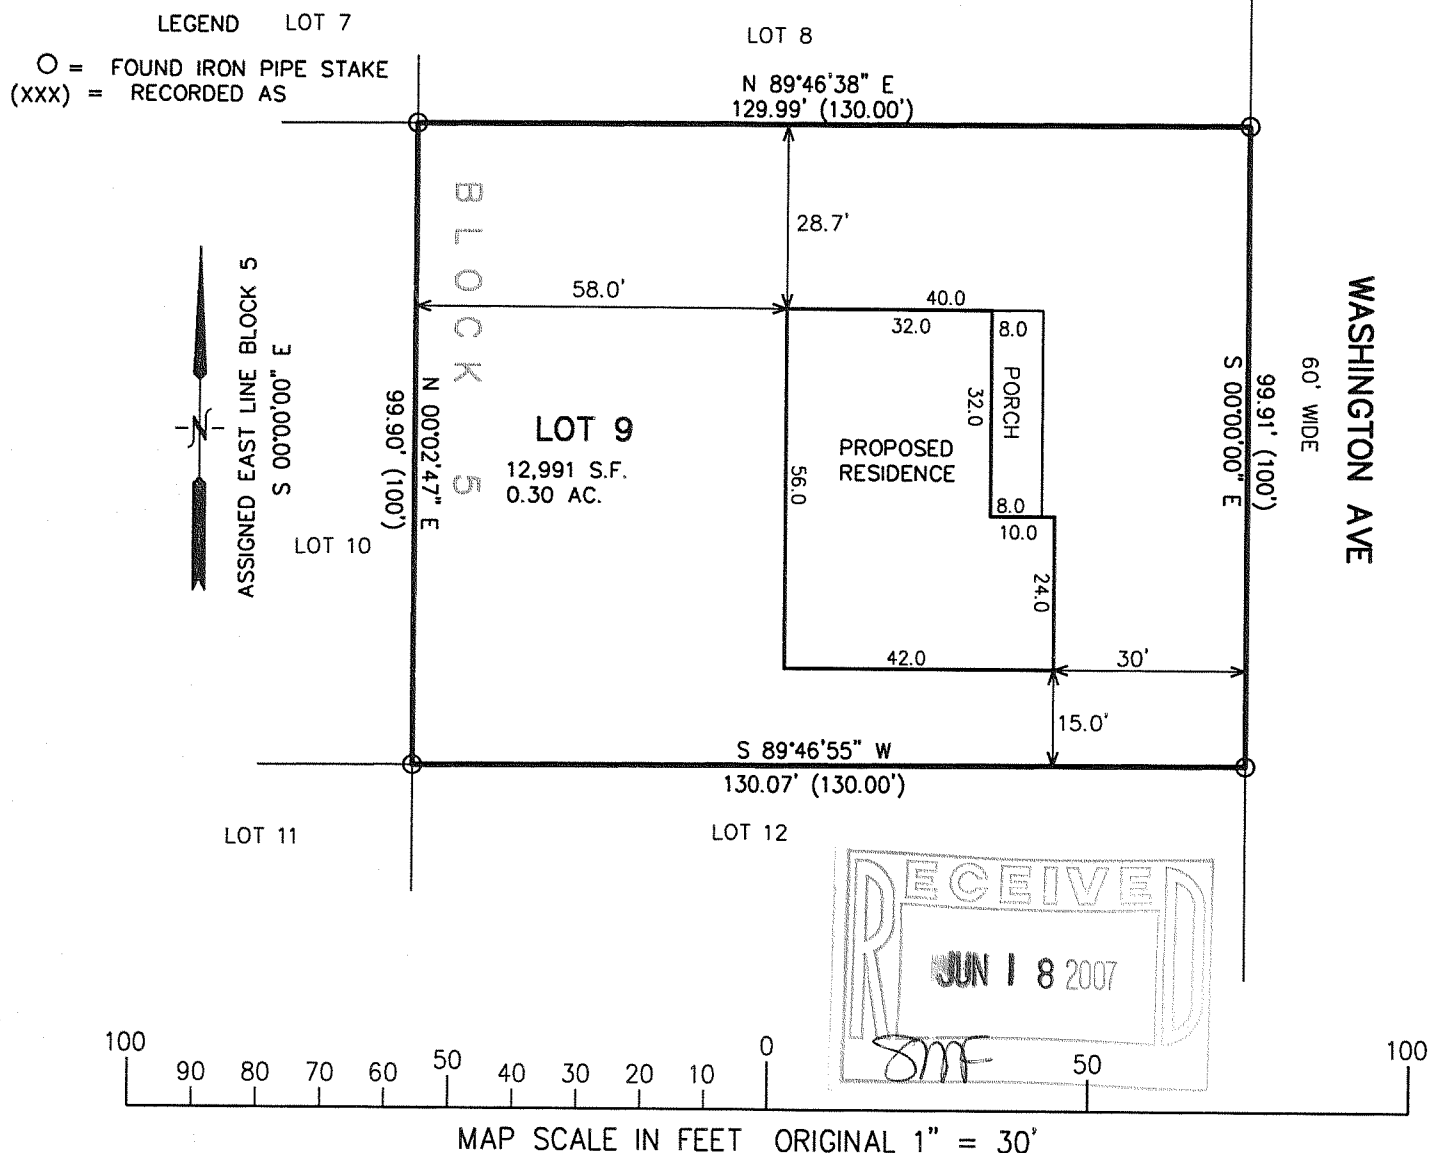 LEGEND LOT 7
O = FOUND IRON PIPE STAKE
(XXX) = RECORDED AS
LOT 8
N 89°46'38" E
129.99' (130.00')
28.7'
58.0'
BLOCK 5
40.0
32.0
8.0
PORCH
32.0
LOT 9
12,991 S.F.
0.30 AC.
PROPOSED
RESIDENCE
56.0
8.0
10.0
24.0
42.0
30'
15.0'
N 00°02'47" E
99.90' (100')
99.91' (100')
S 00°00'00" E
60' WIDE
WASHINGTON AVE
N
ASSIGNED EAST LINE BLOCK 5
S 00°00'00" E
LOT 10
S 89°46'55" W
130.07' (130.00')
LOT 11
LOT 12
RECEIVED
JUN 18 2007
SMF
100 90 80 70 60 50 40 30 20 10 0 50 100
MAP SCALE IN FEET ORIGINAL 1" = 30'